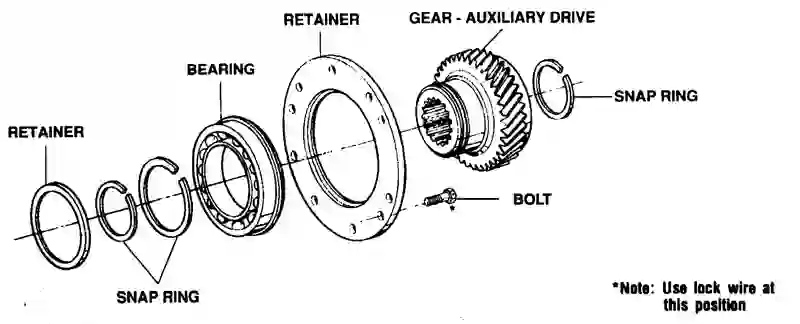 RETAINER
GEAR - AUXILIARY DRIVE
BEARING
SNAP RING
RETAINER
BOLT
*
SNAP RING
*Note: Use lock wire at
this position